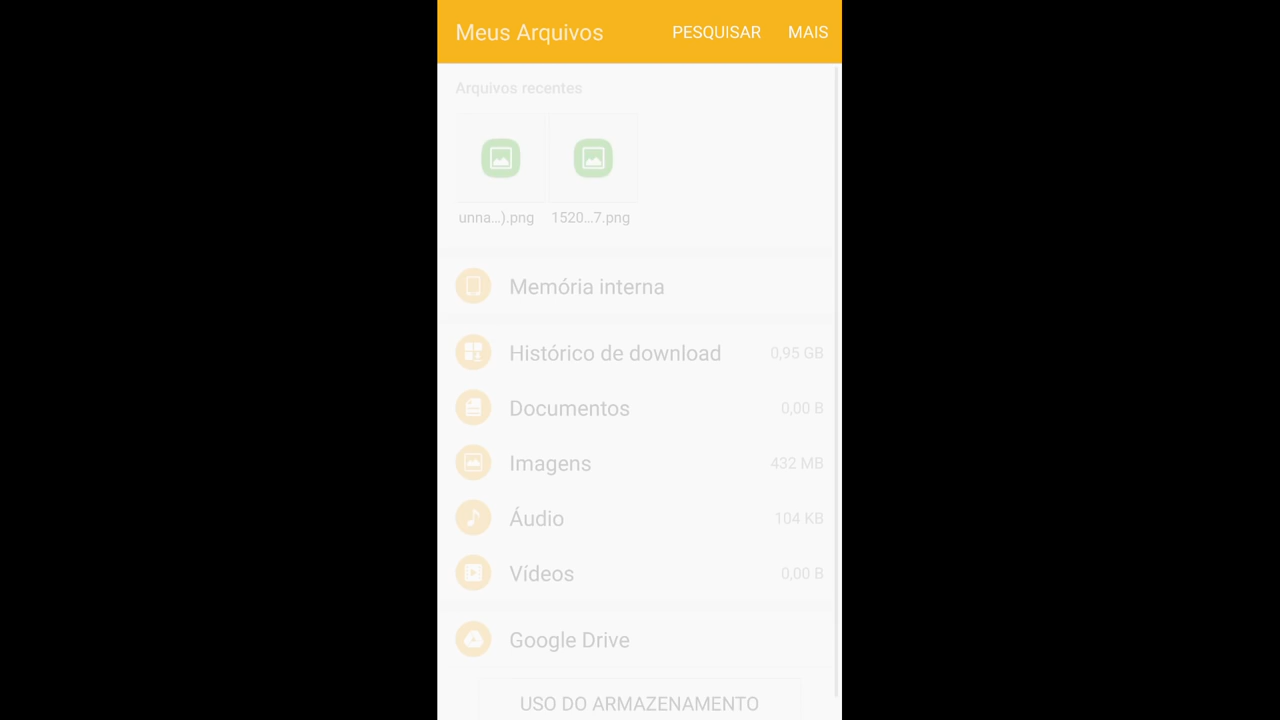 Meus Arquivos PESQUISAR MAIS
Arquivos recentes
unna...).png 1520...7.png
Memória interna
Histórico de download 0,95 GB
Documentos 0,00 B
Imagens 432 MB
Áudio 104 KB
Vídeos 0,00 B
Google Drive
USO DO ARMAZENAMENTO